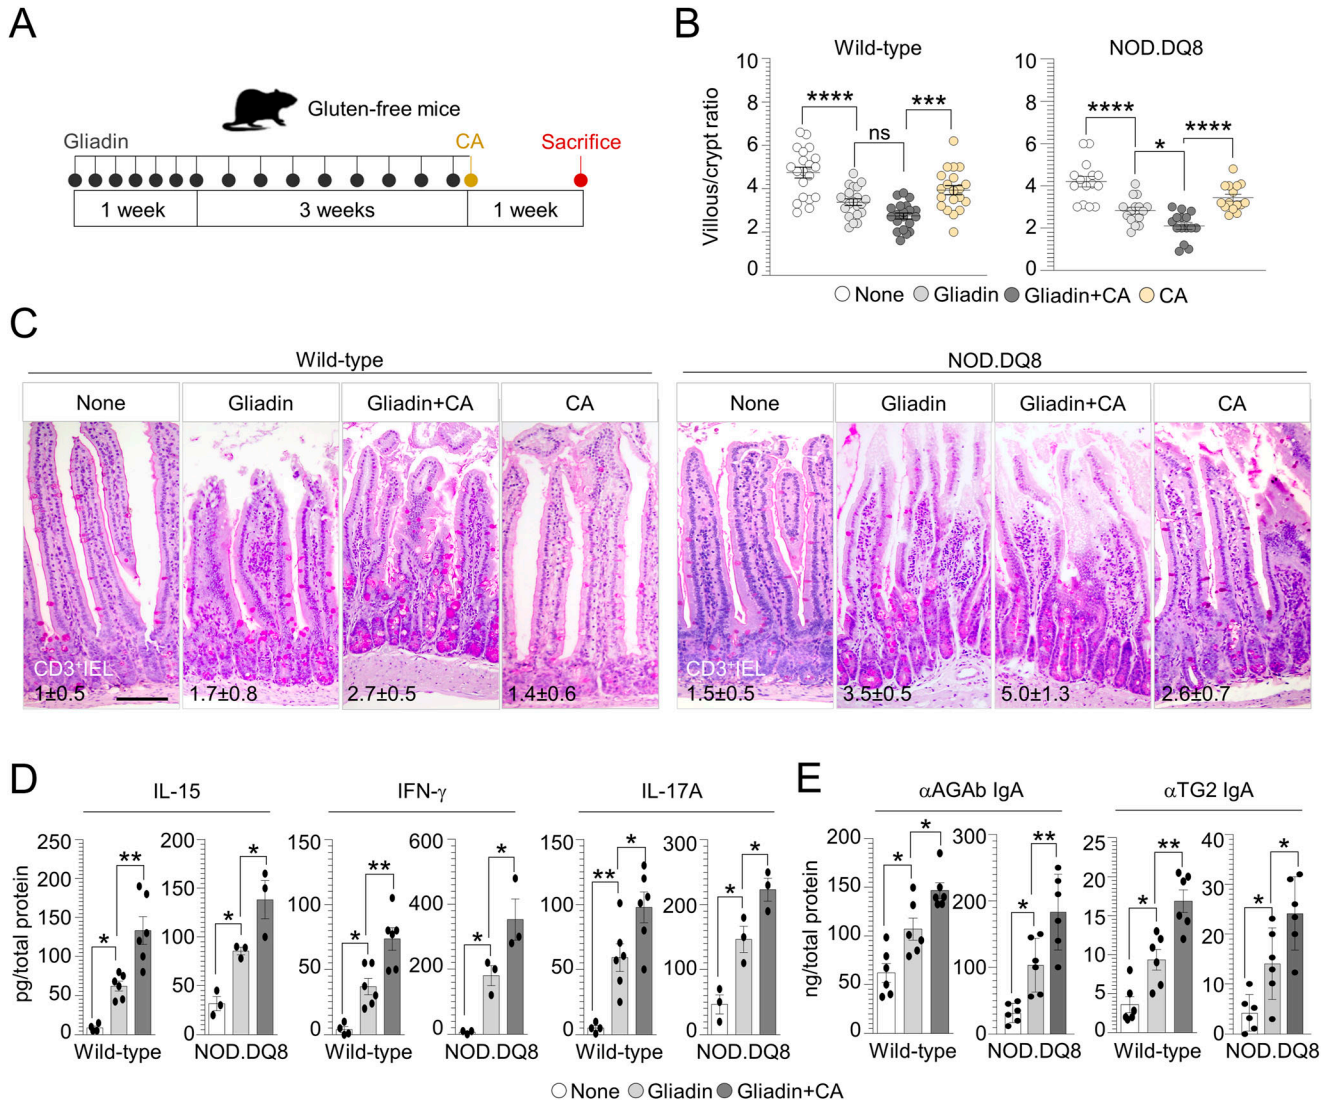 A
Gluten-free mice
Gliadin
CA
Sacrifice
1 week
3 weeks
1 week
B
Wild-type
NOD.DQ8
Villous/crypt ratio
10
8
6
4
2
0
****
ns
***
10
8
6
4
2
0
****
*
****
None Gliadin Gliadin+CA CA
C
Wild-type
NOD.DQ8
None Gliadin Gliadin+CA CA
None Gliadin Gliadin+CA CA
CD3+IEL
1±0.5 1.7±0.8 2.7±0.5 1.4±0.6
CD3+IEL
1.5±0.5 3.5±0.5 5.0±1.3 2.6±0.7
D
IL-15
IFN-γ
IL-17A
pg/total protein
250
200
150
100
50
0
*
**
Wild-type
200
150
100
50
0
*
*
NOD.DQ8
150
100
50
0
*
**
Wild-type
600
400
200
0
*
*
NOD.DQ8
150
100
50
0
**
*
Wild-type
300
200
100
0
*
*
NOD.DQ8
E
αAGAb IgA
αTG2 IgA
ng/total protein
200
150
100
50
0
*
*
Wild-type
300
200
100
0
*
**
NOD.DQ8
25
20
15
10
5
0
*
**
Wild-type
40
30
20
10
0
*
*
NOD.DQ8
None Gliadin Gliadin+CA